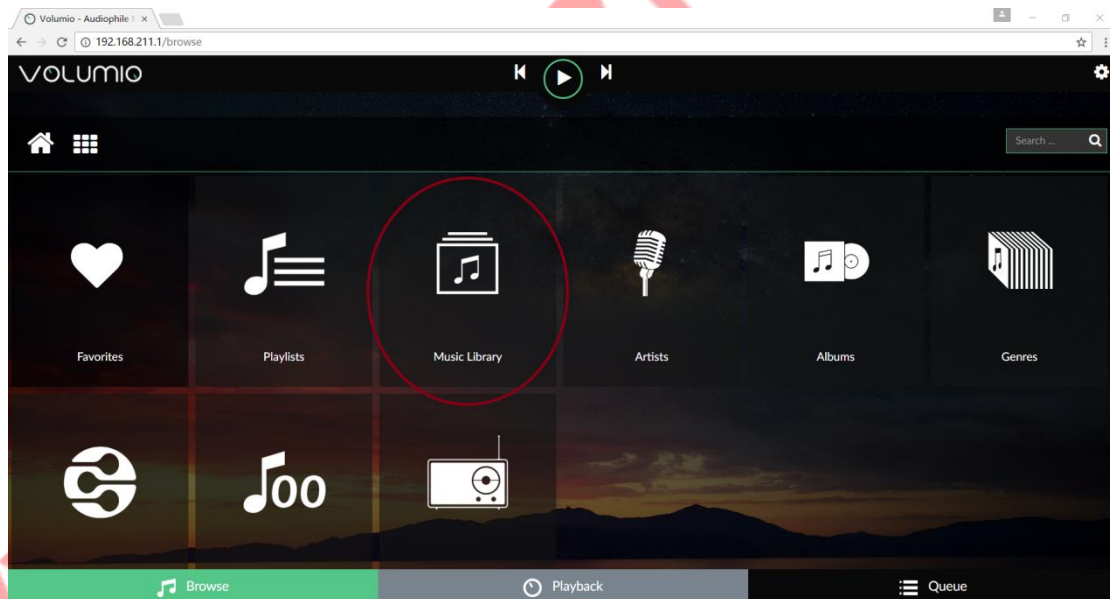 Volumio - Audiophile
192.168.211.1/browse
VOLUMIO
Search ...
Favorites
Playlists
Music Library
Artists
Albums
Genres
oo
Browse
Playback
Queue